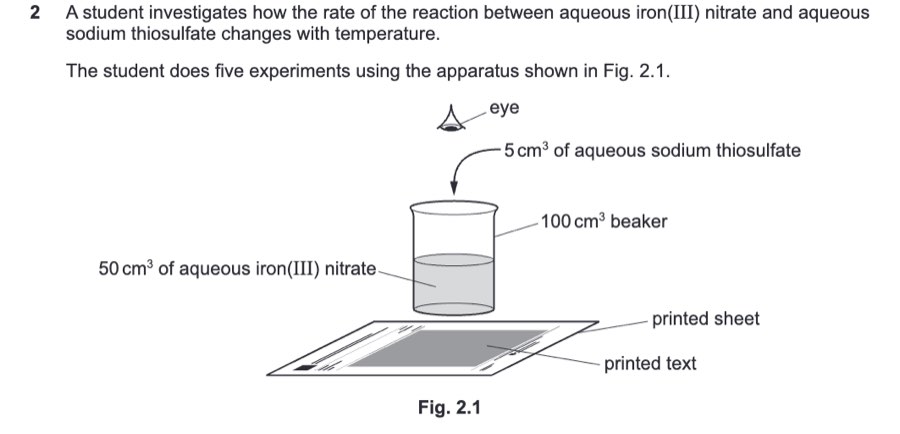 2 A student investigates how the rate of the reaction between aqueous iron(III) nitrate and aqueous
sodium thiosulfate changes with temperature.
The student does five experiments using the apparatus shown in Fig. 2.1.
eye
5 cm³ of aqueous sodium thiosulfate
100 cm³ beaker
50 cm³ of aqueous iron(III) nitrate
printed sheet
printed text
Fig. 2.1